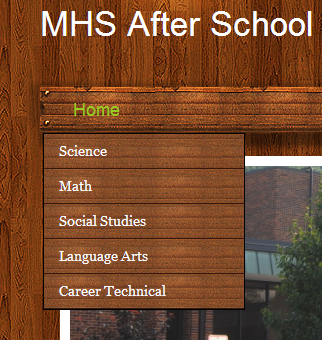 MHS After School
Home
Science
Math
Social Studies
Language Arts
Career Technical